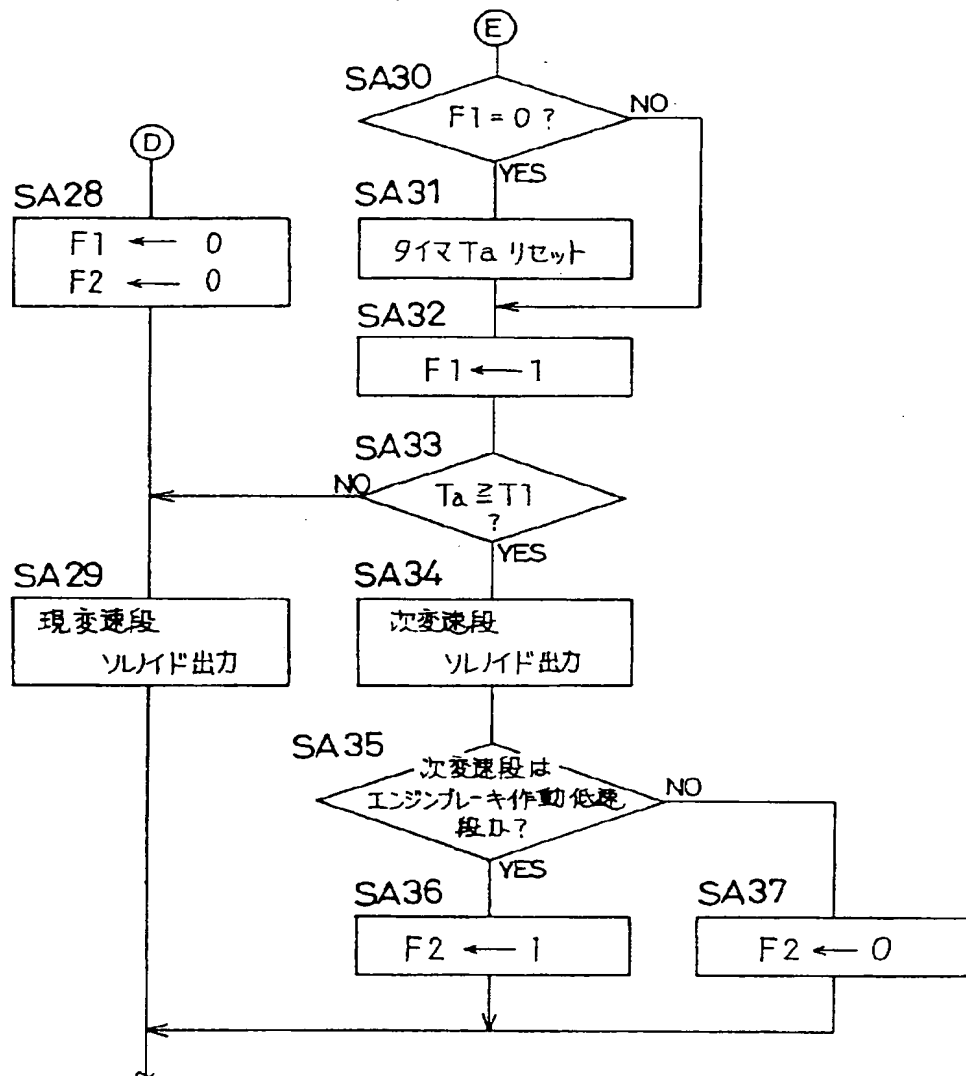 E
SA30
F1=0?
NO
YES
D
SA28
F1 ← 0
F2 ← 0
SA31
タイマTaリセット
SA32
F1 ← 1
SA33
NO
Ta≧T1
?
YES
SA29
現変速段
ソレノイド出力
SA34
次変速段
ソレノイド出力
SA35
次変速段は
エンジンブレーキ作動低速
段か?
NO
YES
SA36
F2 ← 1
SA37
F2 ← 0